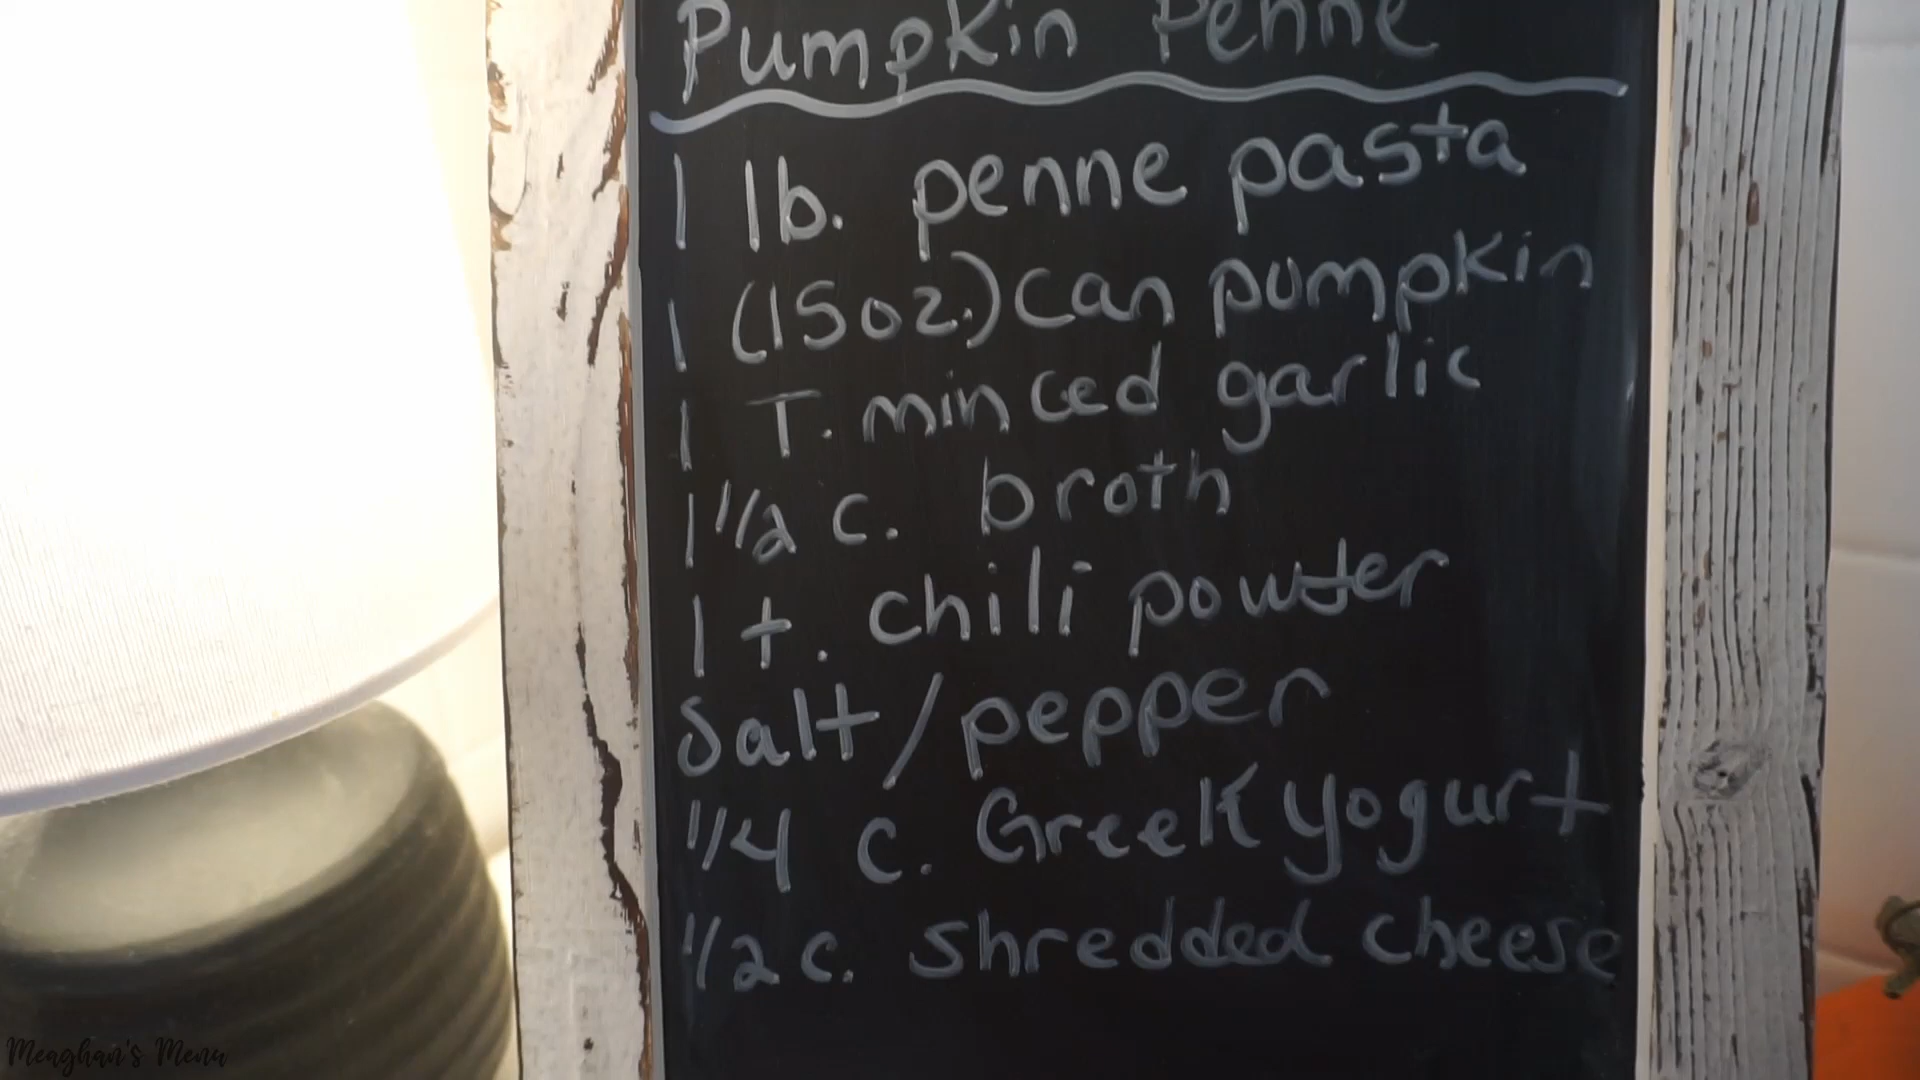 Pumpkin Penne
1 lb. penne pasta
1 (15oz.) can pumpkin
1 T. minced garlic
1 1/2 c. broth
1 t. chili powder
Salt/pepper
1/4 c. Greek yogurt
1/2 c. shredded cheese
Meaghan's Menu